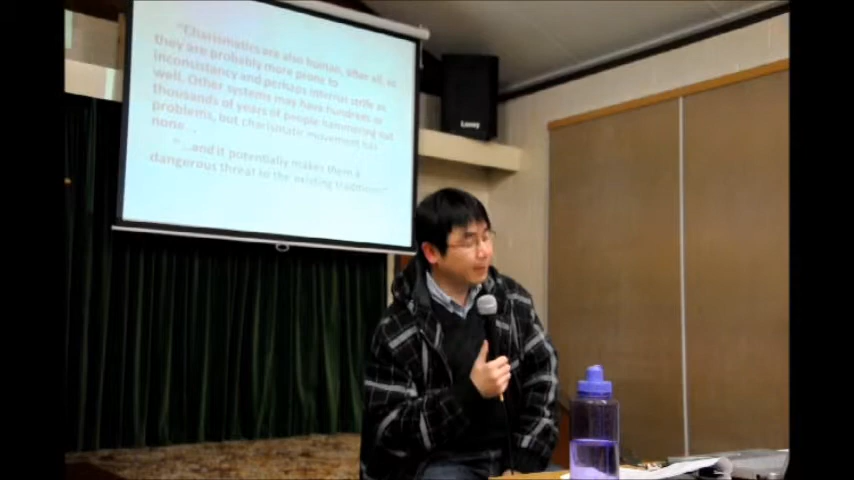 "Charismatics are also human, after all, so
they are probably more prone to
inconsistency and perhaps internal strife as
well. Other systems may have hundreds or
thousands of years of people hammering out
problems, but charismatic movement has
none...
"...and it potentially makes them a
dangerous threat to the existing tradition."
Laney